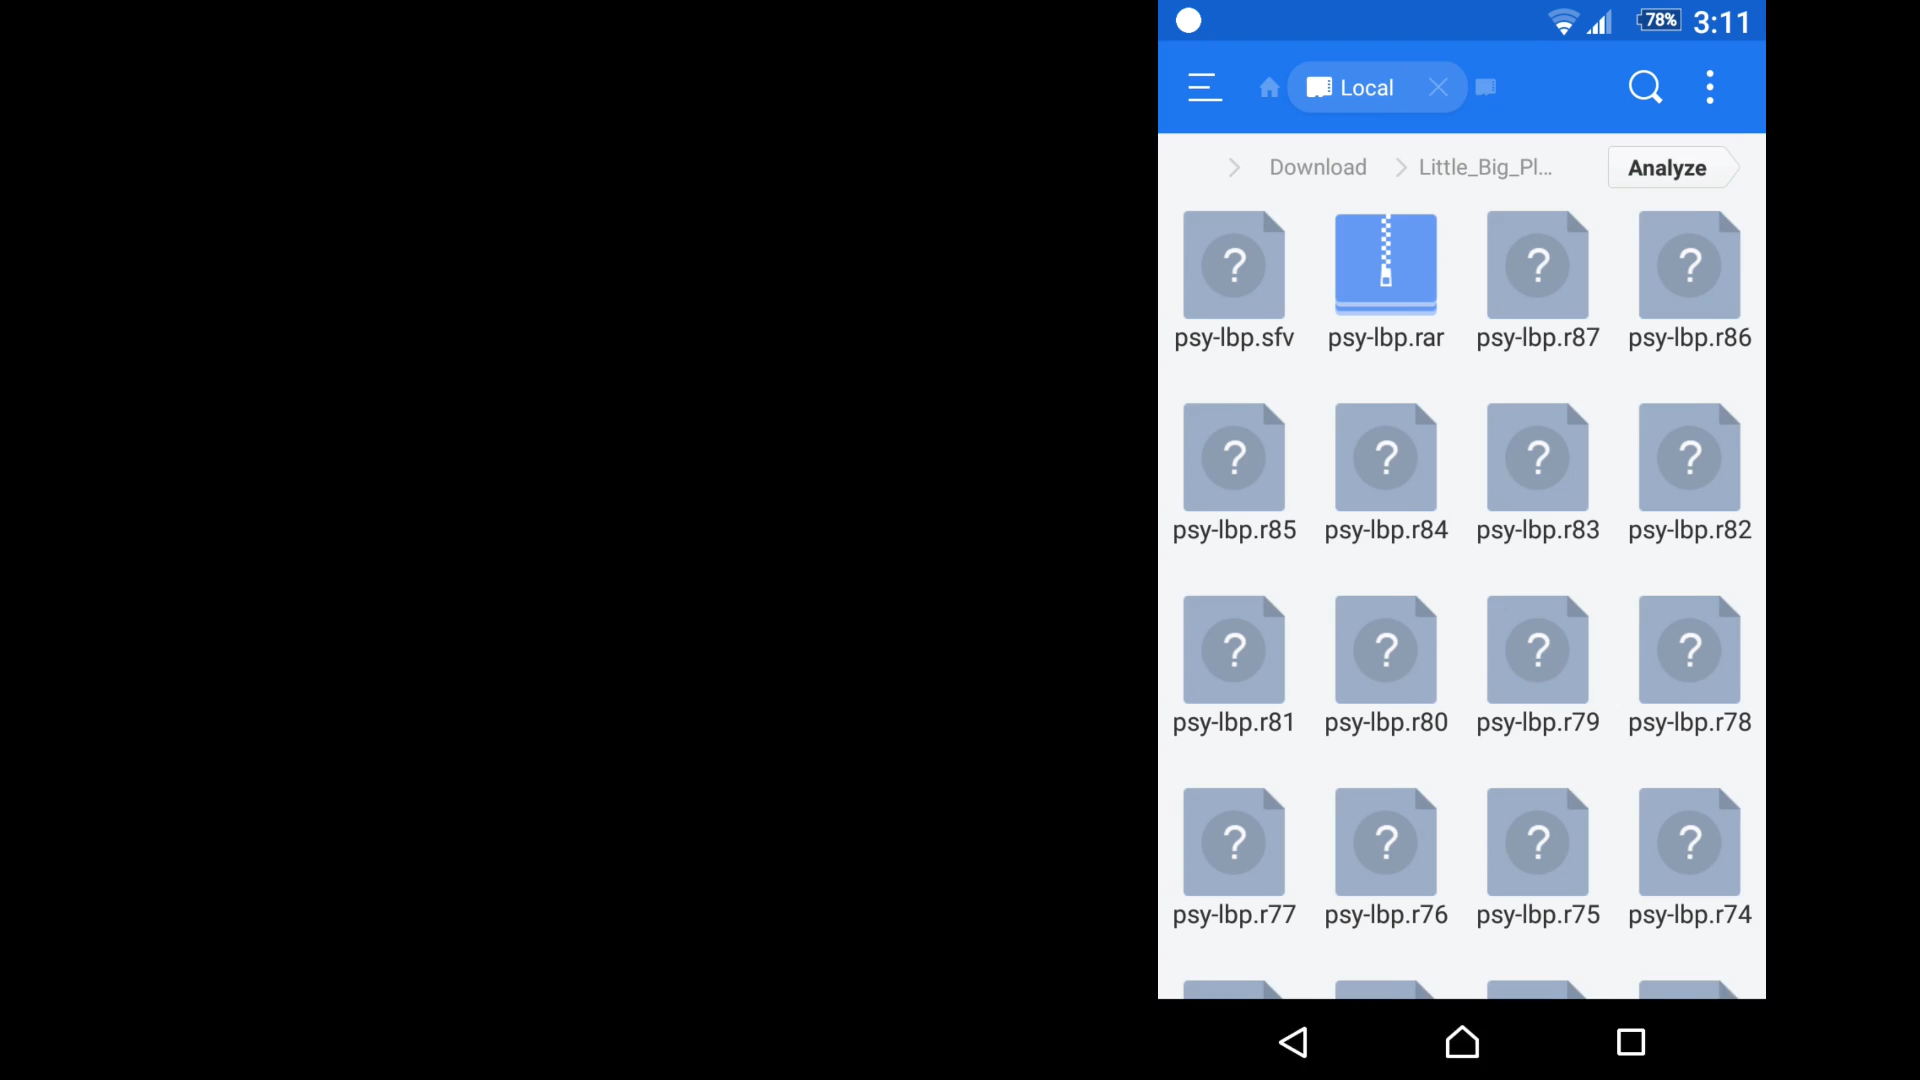 78% 3:11
Local
Download Little_Big_Pl... Analyze
psy-lbp.sfv psy-lbp.rar psy-lbp.r87 psy-lbp.r86
psy-lbp.r85 psy-lbp.r84 psy-lbp.r83 psy-lbp.r82
psy-lbp.r81 psy-lbp.r80 psy-lbp.r79 psy-lbp.r78
psy-lbp.r77 psy-lbp.r76 psy-lbp.r75 psy-lbp.r74